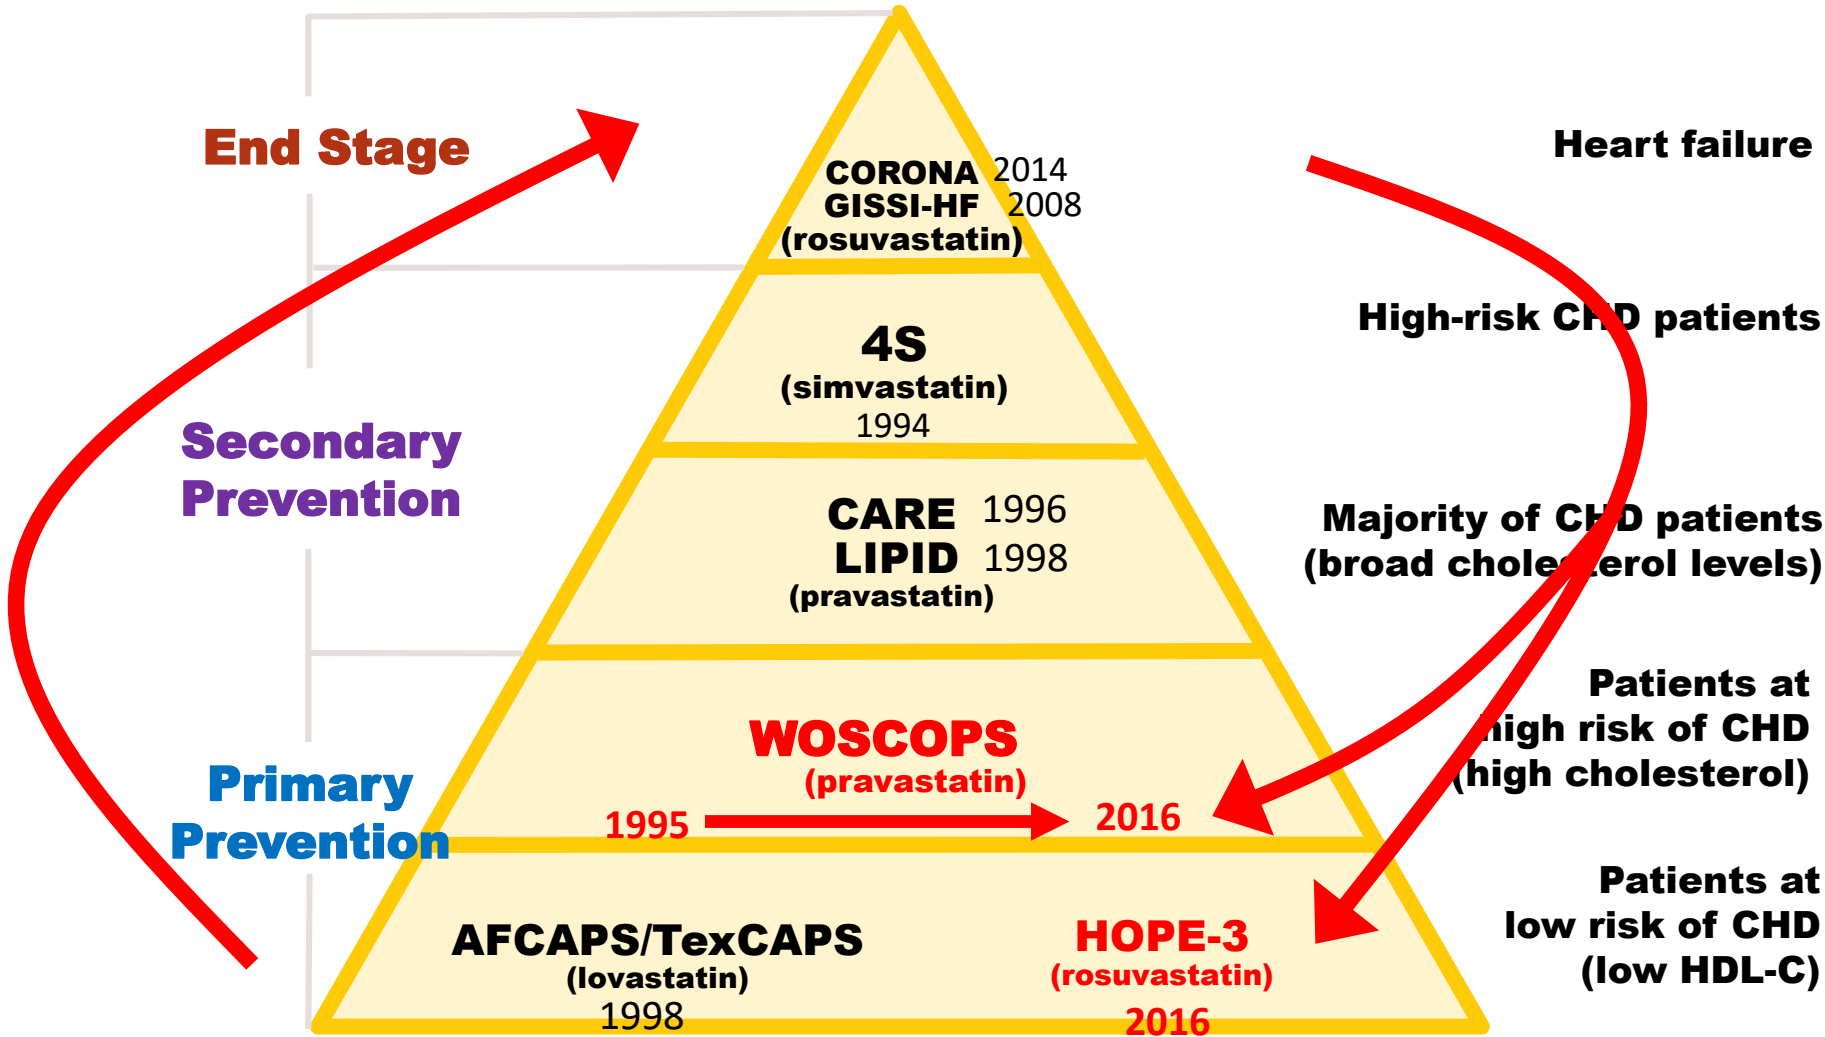 End Stage
CORONA 2014
GISSI-HF 2008
(rosuvastatin)
Heart failure
4S
(simvastatin)
1994
High-risk CHD patients
Secondary
Prevention
CARE 1996
LIPID 1998
(pravastatin)
Majority of CHD patients
(broad cholesterol levels)
Primary
Prevention
WOSCOPS
(pravastatin)
1995 2016
Patients at
high risk of CHD
(high cholesterol)
AFCAPS/TexCAPS
(lovastatin)
1998
HOPE-3
(rosuvastatin)
2016
Patients at
low risk of CHD
(low HDL-C)